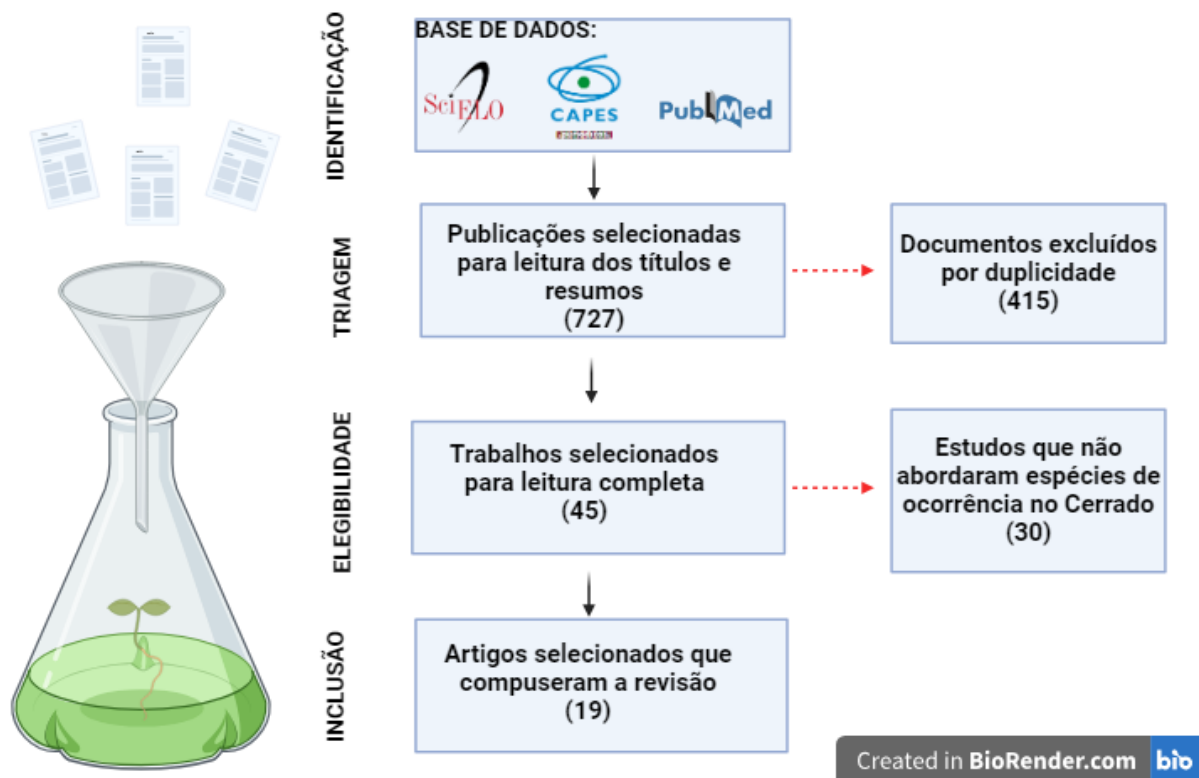 IDENTIFICAÇÃO
BASE DE DADOS:
SciELO
CAPES
PubMed
TRIAGEM
Publicações selecionadas
para leitura dos títulos e
resumos
(727)
Documentos excluídos
por duplicidade
(415)
ELEGIBILIDADE
Trabalhos selecionados
para leitura completa
(45)
Estudos que não
abordaram espécies de
ocorrência no Cerrado
(30)
INCLUSÃO
Artigos selecionados que
compuseram a revisão
(19)
Created in BioRender.com bio